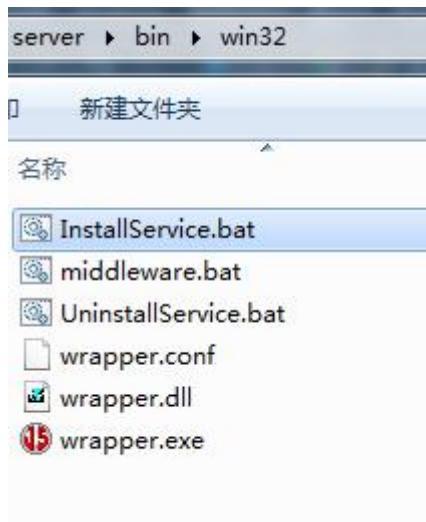 server ▸ bin ▸ win32
新建文件夹
名称
InstallService.bat
middleware.bat
UninstallService.bat
wrapper.conf
wrapper.dll
wrapper.exe